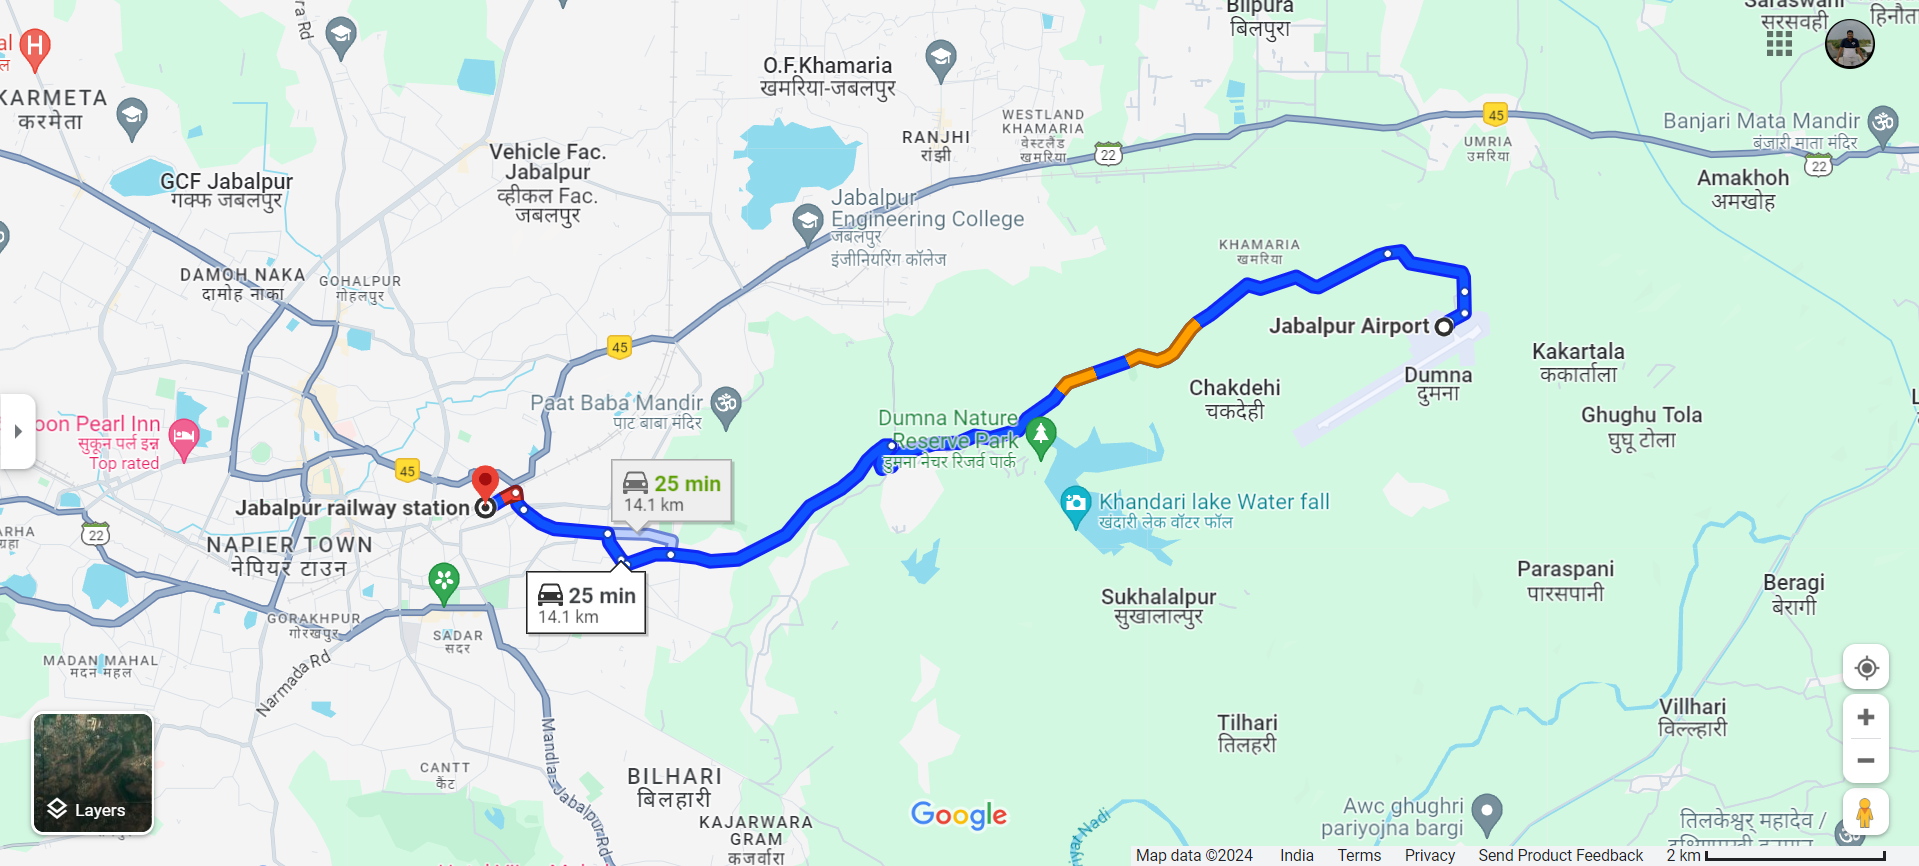 Bilpura
बिलपुरा
सरसवही
हिनौता
O.F.Khamaria
खमरिया-जबलपुर
KARMETA
करमेता
WESTLAND
KHAMARIA
वेस्टलैंड
खमरिया
RANJHI
रांझी
45
Banjari Mata Mandir
बंजारी माता मंदिर
UMRIA
उमरिया
22
22
Vehicle Fac.
Jabalpur
व्हीकल Fac.
जबलपुर
GCF Jabalpur
गक्फ जबलपुर
Amakhoh
अमखोह
Jabalpur
Engineering College
जबलपुर
इंजीनियरिंग कॉलेज
KHAMARIA
खमरिया
DAMOH NAKA
दामोह नाका
GOHALPUR
गोहलपुर
Jabalpur Airport
45
Kakartala
ककार्ताला
Dumna
दुमना
Chakdehi
चकदेही
Paat Baba Mandir
पाट बाबा मंदिर
Ghughu Tola
घूघू टोला
Dumna Nature
Reserve Park
डुमना नेचर रिजर्व पार्क
oon Pearl Inn
सुकून पर्ल इन्न
Top rated
45
25 min
14.1 km
Jabalpur railway station
Khandari lake Water fall
खंदारी लेक वॉटर फॉल
22
NAPIER TOWN
नेपियर टाउन
25 min
14.1 km
Paraspani
पारसपानी
Beragi
बेरागी
Sukhalalpur
सुखालाल्पुर
GORAKHPUR
गोरखपुर
SADAR
सदर
MADAN MAHAL
मदन महल
Narmada Rd
Villhari
विल्ल्हारी
Tilhari
तिलहरी
Mandla-Jabalpur Rd
CANTT
कैंट
BILHARI
बिलहारी
Layers
Google
Awc ghughri
pariyojna bargi
तिलकेश्वर् महादेव /
KAJARWARA
GRAM
कजर्वारा
Map data ©2024 India Terms Privacy Send Product Feedback 2 km